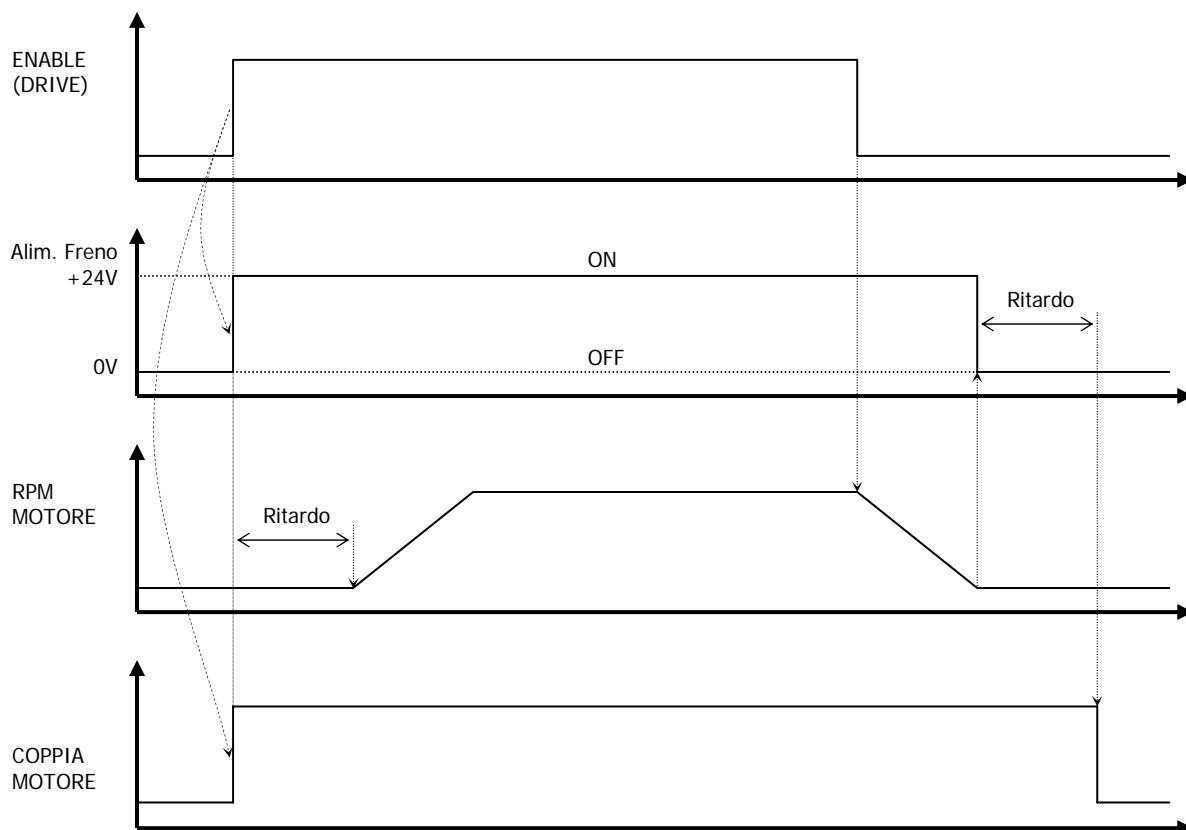 ENABLE
(DRIVE)
Alim. Freno
+24V
ON
Ritardo
0V
OFF
RPM
MOTORE
Ritardo
COPPIA
MOTORE